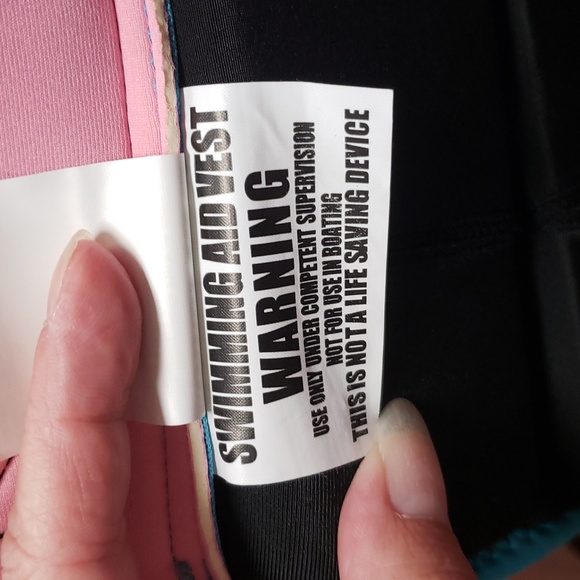 SWIMMING AID VEST
WARNING
USE ONLY UNDER COMPETENT SUPERVISION
NOT FOR USE IN BOATING
THIS IS NOT A LIFE SAVING DEVICE